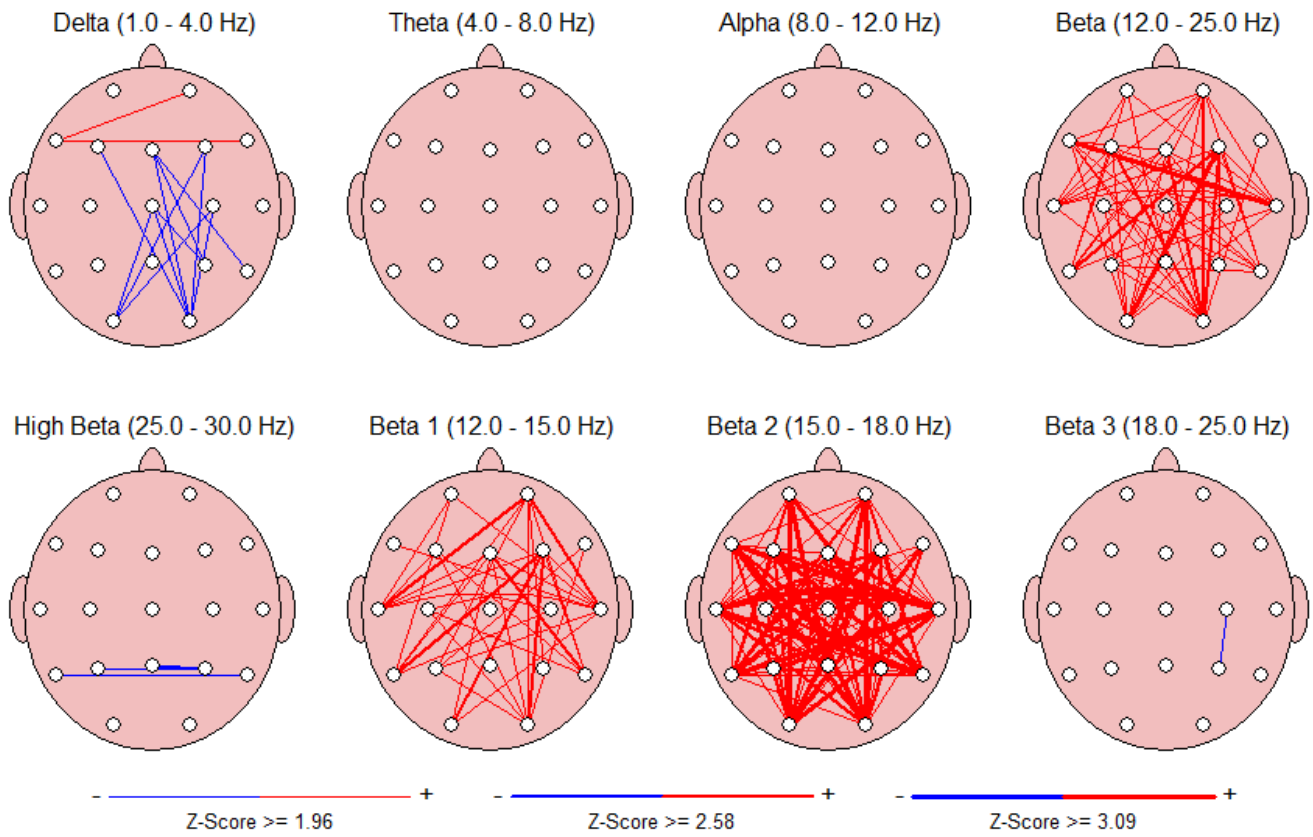 Delta (1.0 - 4.0 Hz)
Theta (4.0 - 8.0 Hz)
Alpha (8.0 - 12.0 Hz)
Beta (12.0 - 25.0 Hz)
High Beta (25.0 - 30.0 Hz)
Beta 1 (12.0 - 15.0 Hz)
Beta 2 (15.0 - 18.0 Hz)
Beta 3 (18.0 - 25.0 Hz)
- +
- +
- +
Z-Score >= 1.96
Z-Score >= 2.58
Z-Score >= 3.09